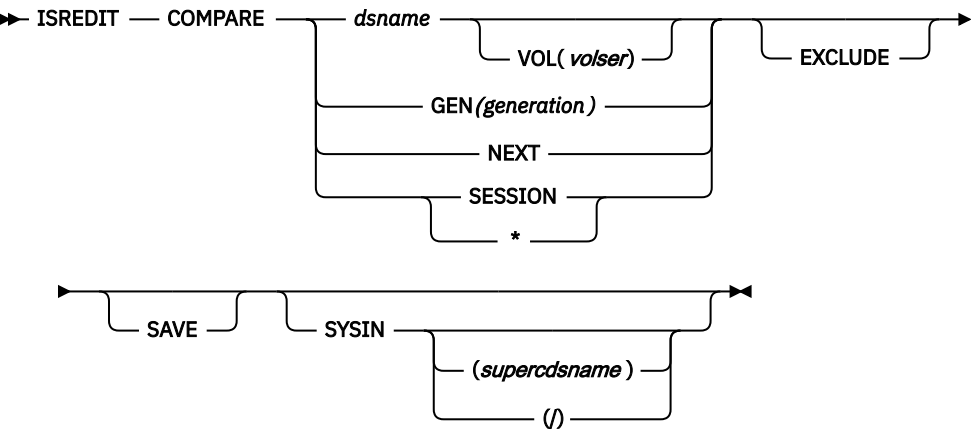 ISREDIT COMPARE dsname
VOL( volser)
EXCLUDE
GEN(generation )
NEXT
SESSION
*
SAVE
SYSIN
(supercdsname )
(/)